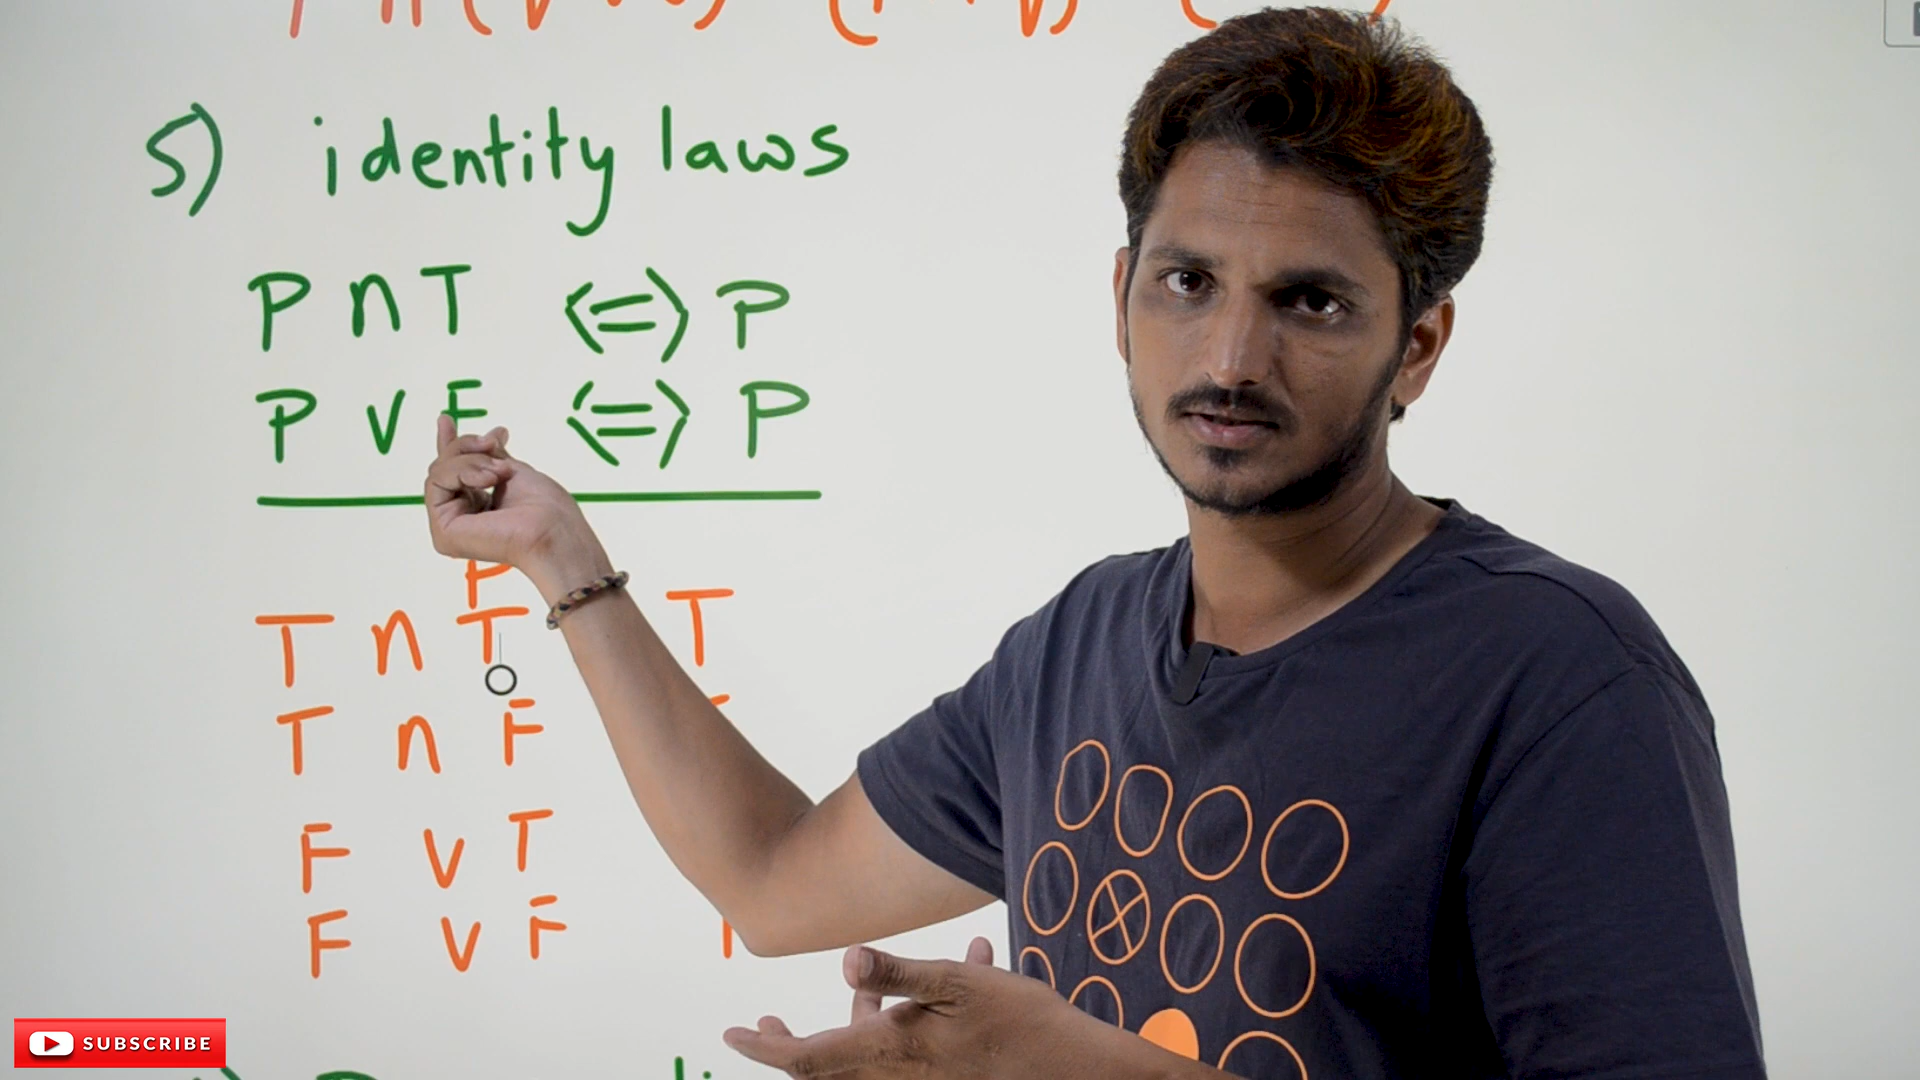 5) identity laws
P n T <=> P
P v F <=> P
P
T n T T
T n F F
F v T
F v F
SUBSCRIBE